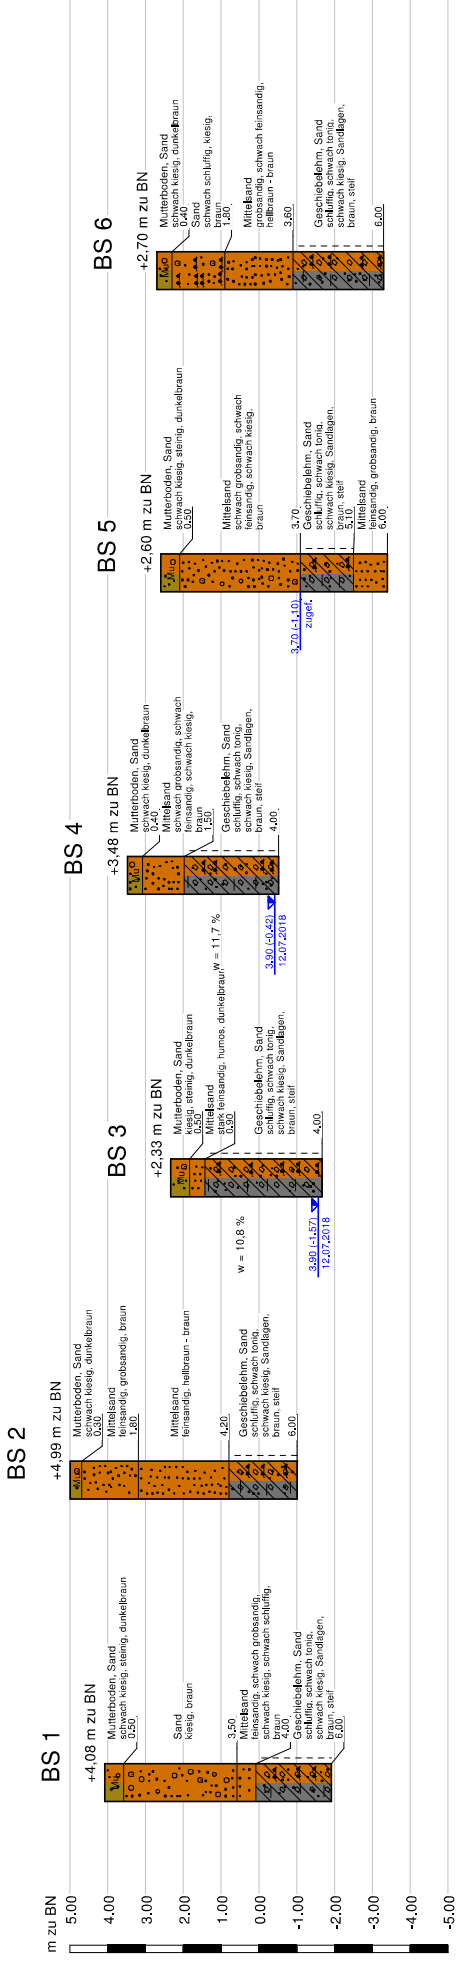 m zu BN
5.00
4.00
3.00
2.00
1.00
0.00
-1.00
-2.00
-3.00
-4.00
-5.00
BS 1
+4,08 m zu BN
Mutterboden, Sand
schwach kiesig, steinig, dunkelbraun
0.50
Mu
Sand
kiesig, braun
3.50
Mittelsand
feinsandig, schwach grobsandig,
schwach kiesig, schwach schluffig,
braun
4.00
Geschiebelehm, Sand
schluffig, schwach tonig,
schwach kiesig, Sandlagen,
braun, steif
6.00
BS 2
+4,99 m zu BN
Mutterboden, Sand
schwach kiesig, dunkelbraun
0.30
Mu
Mittelsand
feinsandig, grobsandig, braun
1.80
Mittelsand
feinsandig, hellbraun - braun
4.20
Geschiebelehm, Sand
schluffig, schwach tonig,
schwach kiesig, Sandlagen,
braun, steif
6.00
BS 3
+2,33 m zu BN
Mutterboden, Sand
kiesig, steinig, dunkelbraun
0.50
Mu
Mittelsand
stark feinsandig, humos, dunkelbraun
0.90
Geschiebelehm, Sand
schluffig, schwach tonig,
schwach kiesig, Sandlagen,
braun, steif
4.00
w = 10,8 %
3.90 (-1.57)
12.07.2018
BS 4
+3,48 m zu BN
Mutterboden, Sand
schwach kiesig, dunkelbraun
0.40
Mu
Mittelsand
schwach grobsandig, schwach
feinsandig, schwach kiesig,
braun
1.50
Geschiebelehm, Sand
schluffig, schwach tonig,
schwach kiesig, Sandlagen,
braun, steif
4.00
w = 11,7 %
3.90 (-0.42)
12.07.2018
BS 5
+2,60 m zu BN
Mutterboden, Sand
schwach kiesig, steinig, dunkelbraun
0.50
Mu
Mittelsand
schwach grobsandig, schwach
feinsandig, schwach kiesig,
braun
3.70
Geschiebelehm, Sand
schluffig, schwach tonig,
schwach kiesig, Sandlagen,
braun, steif
5.10
Mittelsand
feinsandig, grobsandig, braun
6.00
3.70 (-1.10)
zugef.
BS 6
+2,70 m zu BN
Mutterboden, Sand
schwach kiesig, dunkelbraun
0.40
Mu
Sand
schwach schluffig, kiesig,
braun
1.80
Mittelsand
grobsandig, schwach feinsandig,
hellbraun - braun
3.60
Geschiebelehm, Sand
schluffig, schwach tonig,
schwach kiesig, Sandlagen,
braun, steif
6.00